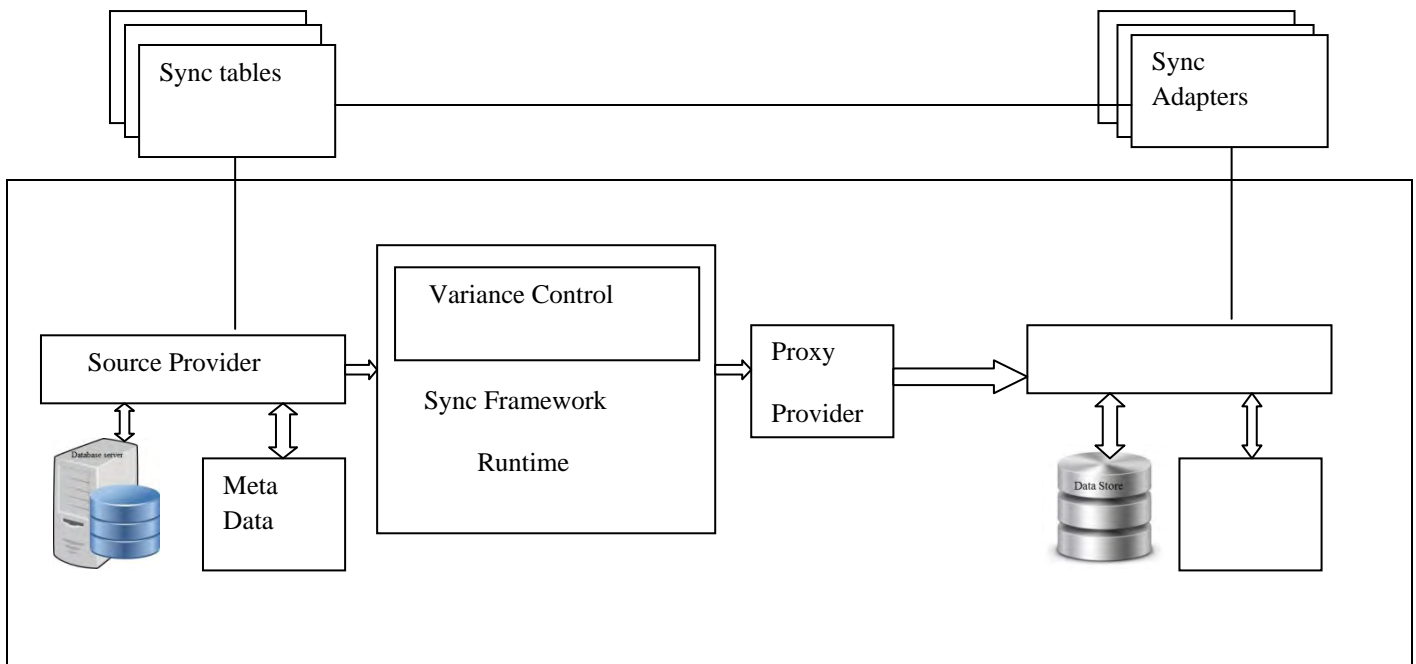 Sync tables
Sync
Adapters
Variance Control
Source Provider
Sync Framework
Runtime
Proxy
Provider
Database server
Meta
Data
Data Store